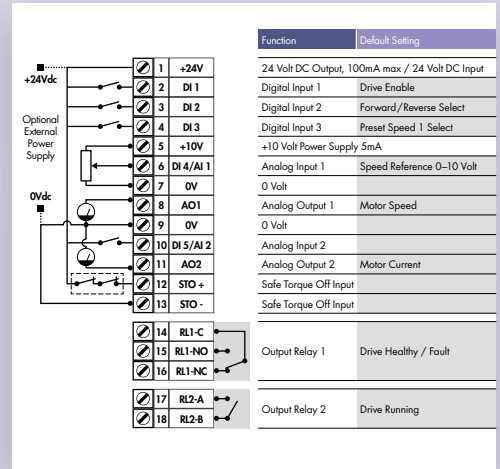 Function Default Setting
+24Vdc
Optional
External
Power
Supply
0Vdc
1 +24V 24 Volt DC Output, 100mA max / 24 Volt DC Input
2 DI 1 Digital Input 1 Drive Enable
3 DI 2 Digital Input 2 Forward/Reverse Select
4 DI 3 Digital Input 3 Preset Speed 1 Select
5 +10V +10 Volt Power Supply 5mA
6 DI 4/AI 1 Analog Input 1 Speed Reference 0–10 Volt
7 0V 0 Volt
8 AO1 Analog Output 1 Motor Speed
9 0V 0 Volt
10 DI 5/AI 2 Analog Input 2
11 AO2 Analog Output 2 Motor Current
12 STO + Safe Torque Off Input
13 STO - Safe Torque Off Input
14 RL1-C
15 RL1-NO Output Relay 1 Drive Healthy / Fault
16 RL1-NC
17 RL2-A Output Relay 2 Drive Running
18 RL2-B